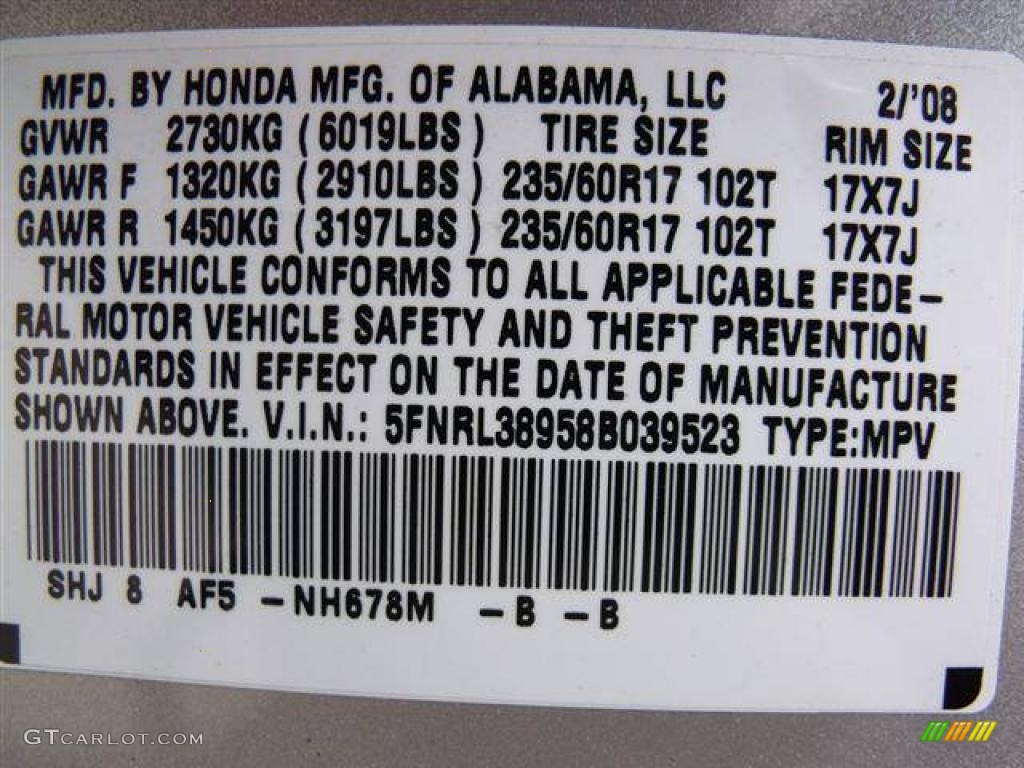 MFD. BY HONDA MFG. OF ALABAMA, LLC 2/'08
GVWR 2730KG (6019LBS) TIRE SIZE RIM SIZE
GAWR F 1320KG (2910LBS) 235/60R17 102T 17X7J
GAWR R 1450KG (3197LBS) 235/60R17 102T 17X7J
THIS VEHICLE CONFORMS TO ALL APPLICABLE FEDE-
RAL MOTOR VEHICLE SAFETY AND THEFT PREVENTION
STANDARDS IN EFFECT ON THE DATE OF MANUFACTURE
SHOWN ABOVE. V.I.N.: 5FNRL38958B039523 TYPE:MPV
SHJ 8 AF5 -NH678M -B -B
GTCARLOT.COM